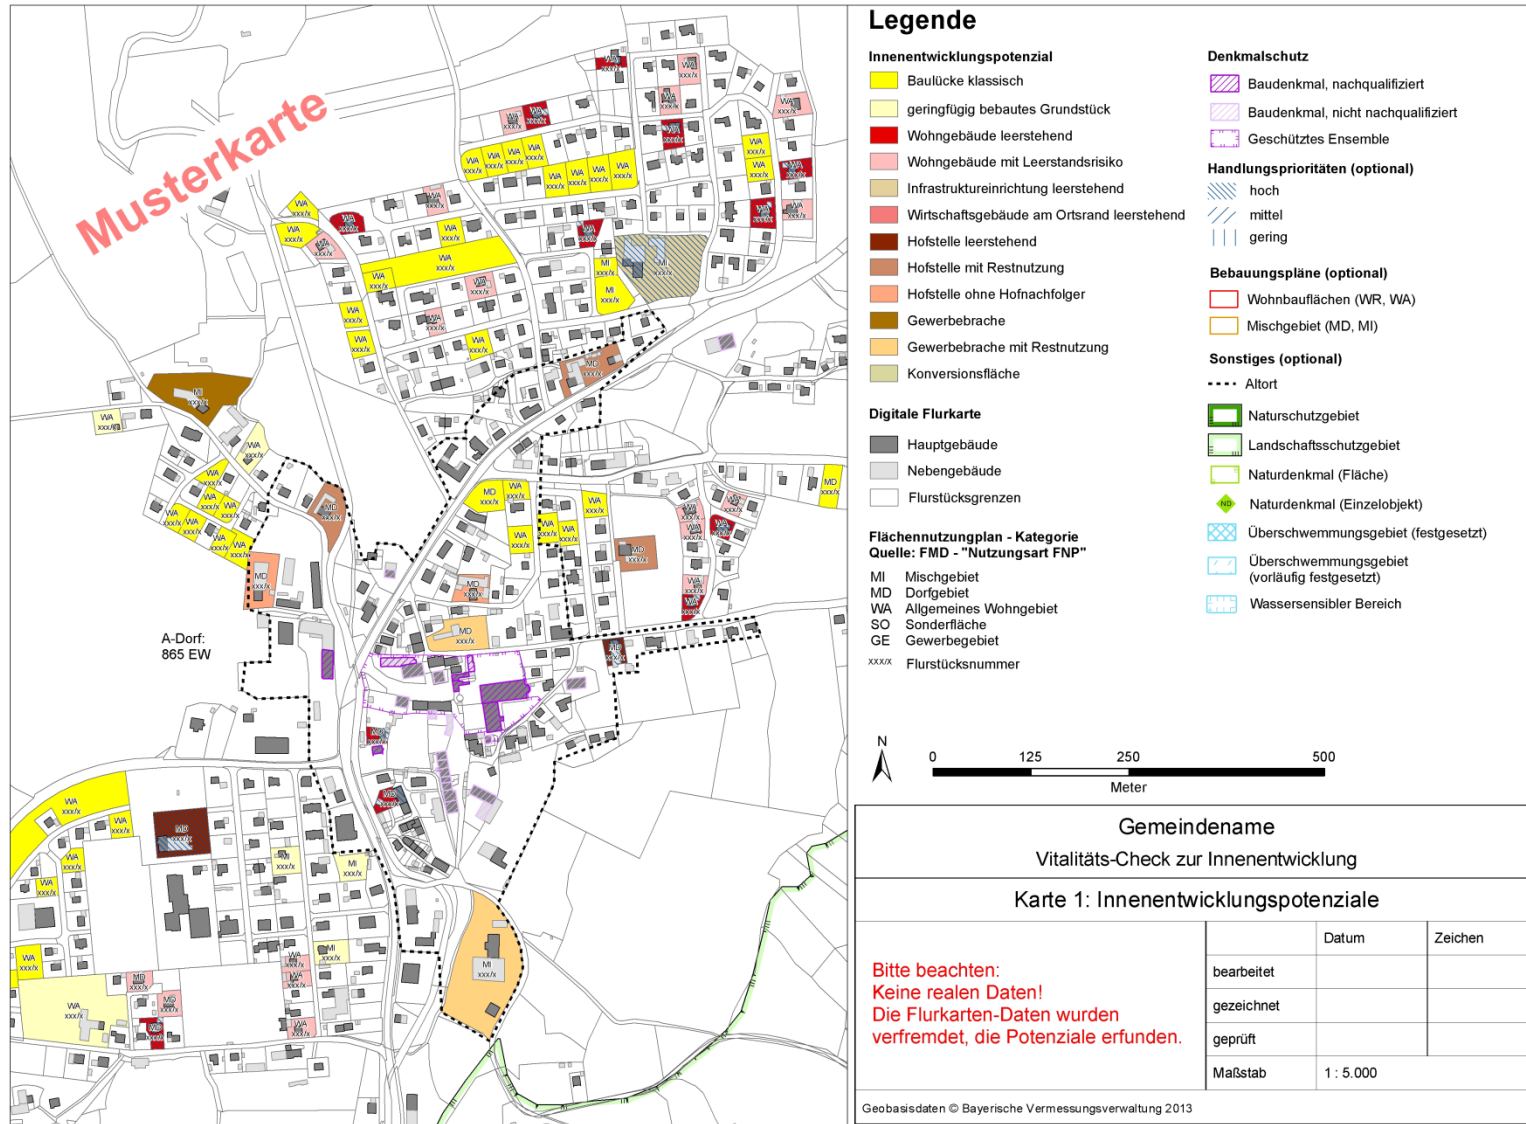 Musterkarte
A-Dorf:
865 EW
Legende
Innenentwicklungspotenzial
Baulücke klassisch
geringfügig bebautes Grundstück
Wohngebäude leerstehend
Wohngebäude mit Leerstandsrisiko
Infrastruktureinrichtung leerstehend
Wirtschaftsgebäude am Ortsrand leerstehend
Hofstelle leerstehend
Hofstelle mit Restnutzung
Hofstelle ohne Hofnachfolger
Gewerbebrache
Gewerbebrache mit Restnutzung
Konversionsfläche
Digitale Flurkarte
Hauptgebäude
Nebengebäude
Flurstücksgrenzen
Flächennutzungplan - Kategorie
Quelle: FMD - "Nutzungsart FNP"
MI Mischgebiet
MD Dorfgebiet
WA Allgemeines Wohngebiet
SO Sonderfläche
GE Gewerbegebiet
xxx/x Flurstücksnummer
Denkmalschutz
Baudenkmal, nachqualifiziert
Baudenkmal, nicht nachqualifiziert
Geschütztes Ensemble
Handlungsprioritäten (optional)
hoch
mittel
gering
Bebauungspläne (optional)
Wohnbauflächen (WR, WA)
Mischgebiet (MD, MI)
Sonstiges (optional)
Altort
Naturschutzgebiet
Landschaftsschutzgebiet
Naturdenkmal (Fläche)
ND Naturdenkmal (Einzelobjekt)
Überschwemmungsgebiet (festgesetzt)
Überschwemmungsgebiet
(vorläufig festgesetzt)
Wassersensibler Bereich
N
0 125 250 500
Meter
Gemeindename
Vitalitäts-Check zur Innenentwicklung
Karte 1: Innenentwicklungspotenziale
Bitte beachten:
Keine realen Daten!
Die Flurkarten-Daten wurden
verfremdet, die Potenziale erfunden.
Datum Zeichen
bearbeitet
gezeichnet
geprüft
Maßstab 1 : 5.000
Geobasisdaten © Bayerische Vermessungsverwaltung 2013